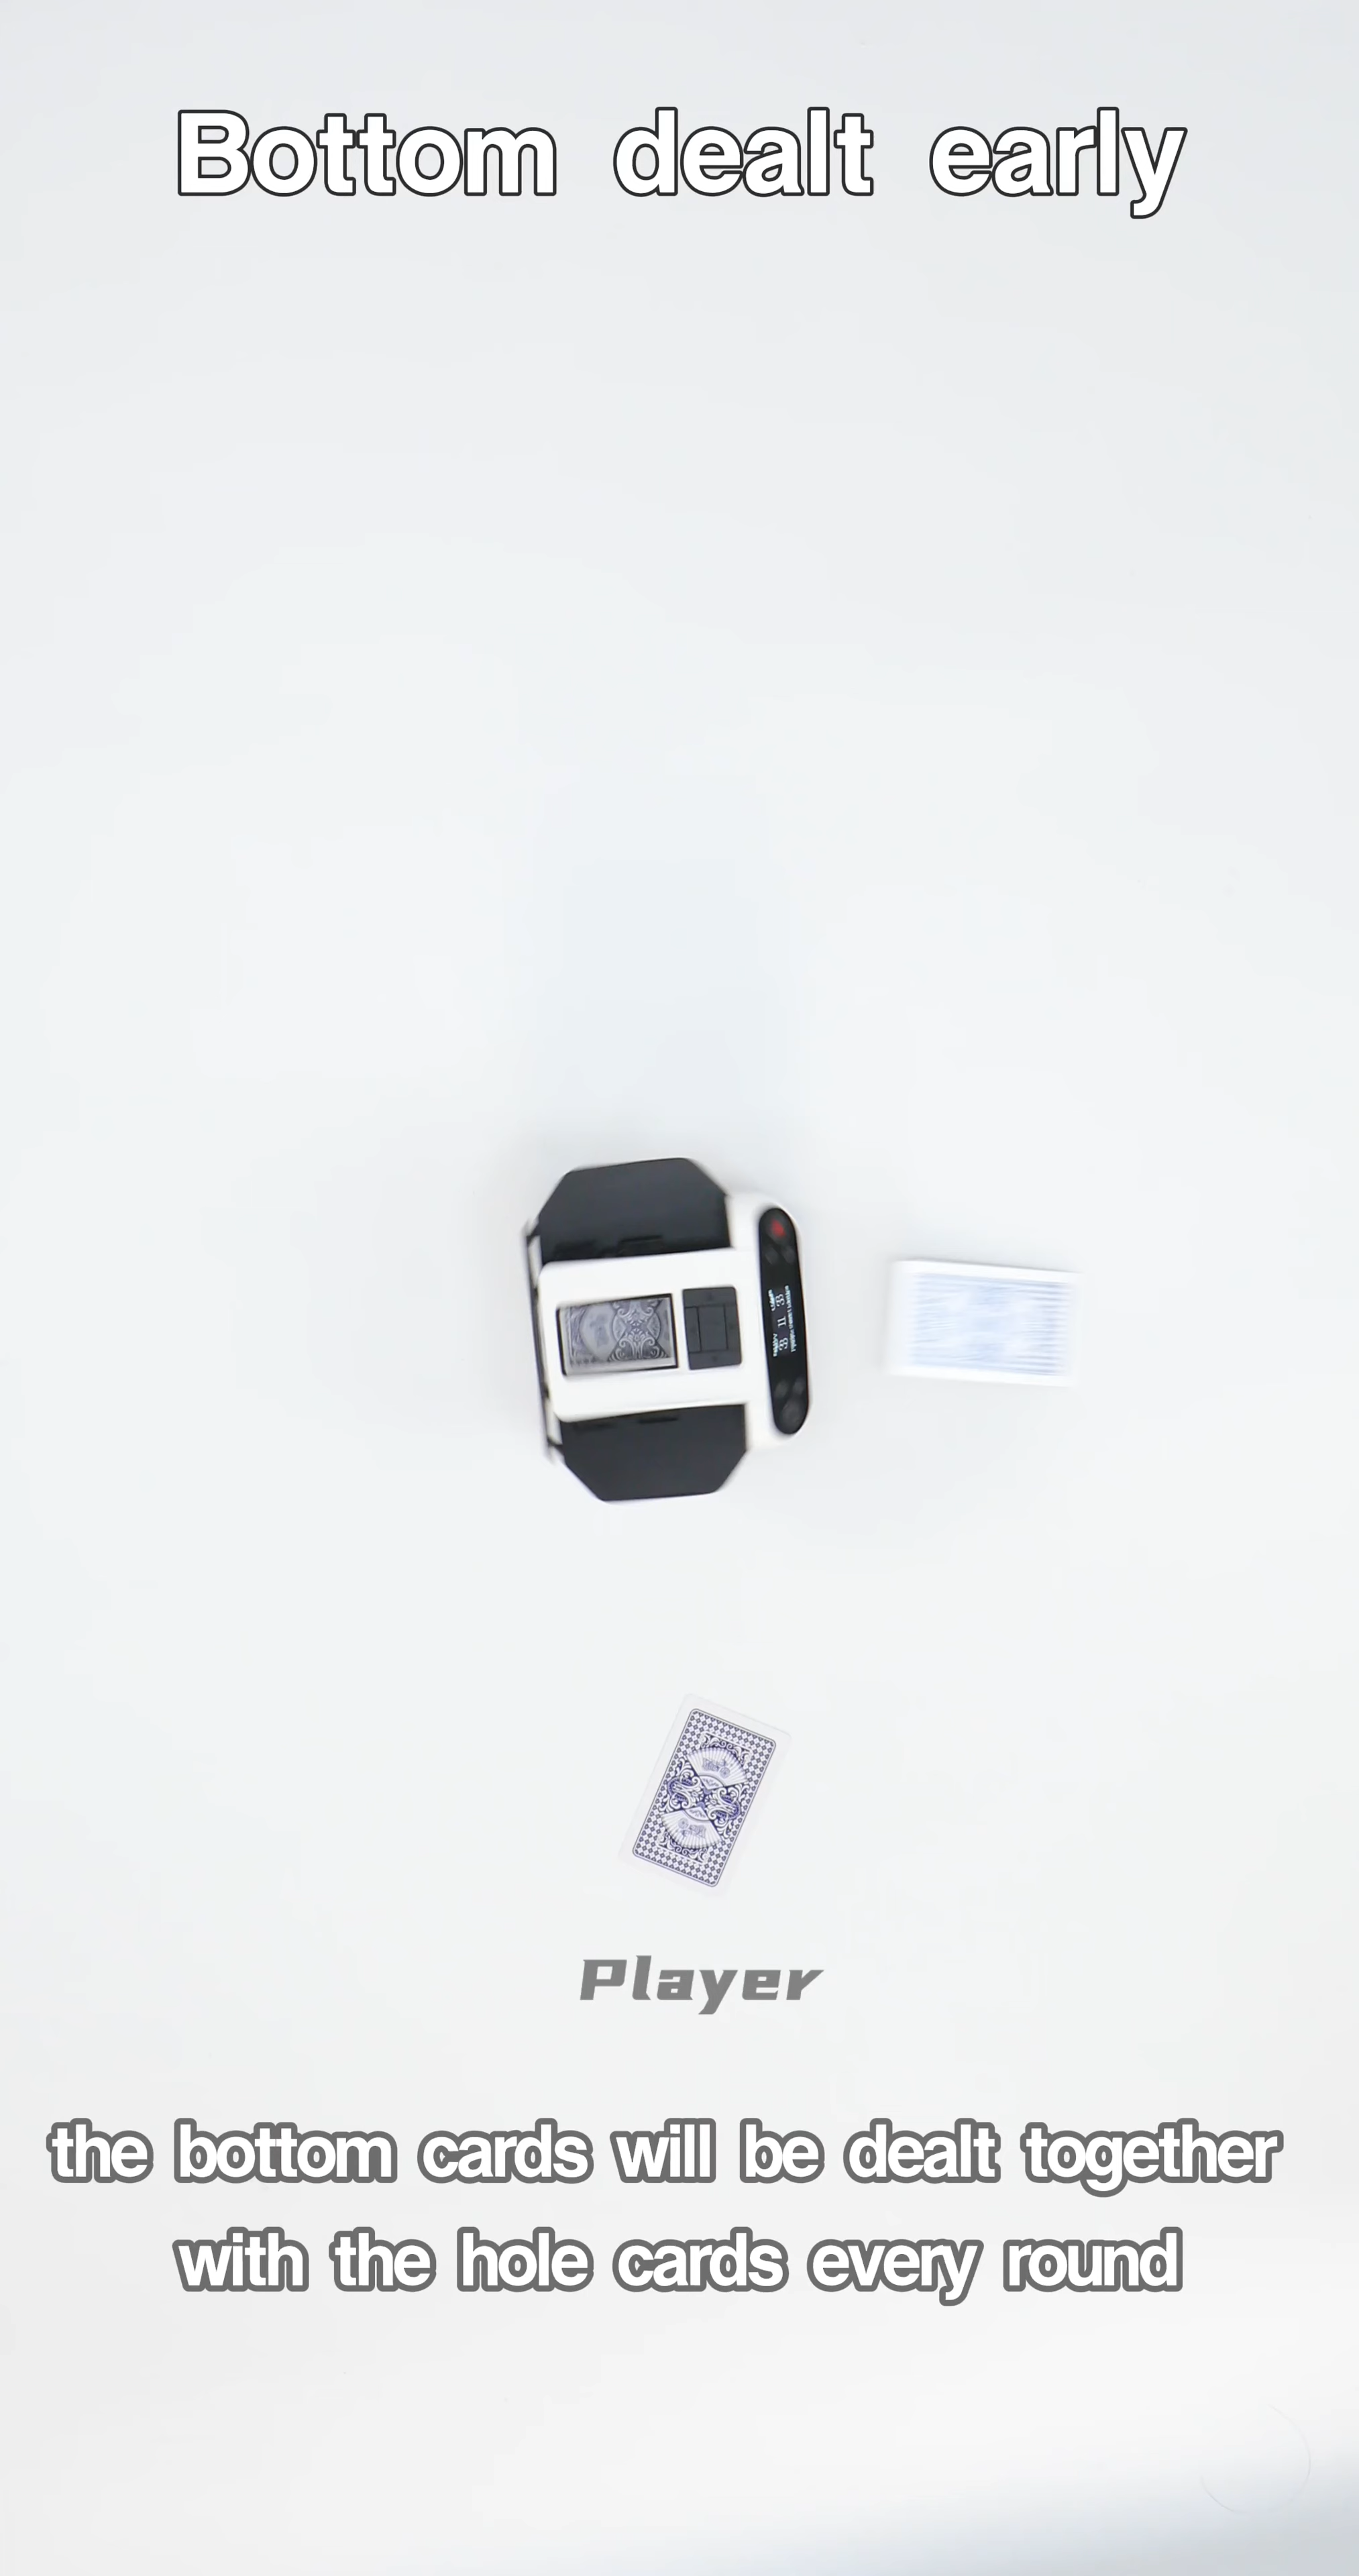 Bottom dealt early
Player
the bottom cards will be dealt together
with the hole cards every round